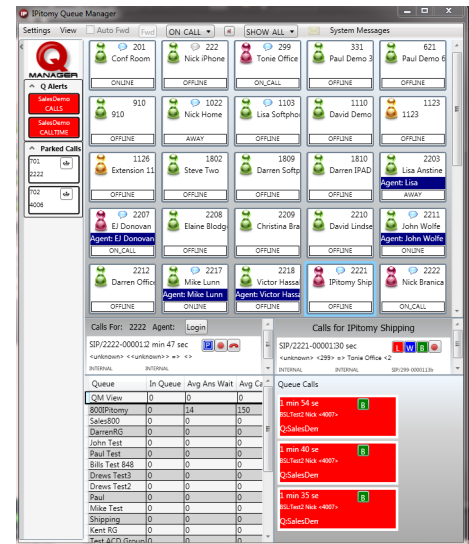 IPitomy Queue Manager
Settings View Auto Fwd Fwd ON CALL SHOW ALL System Messages
MANAGER
Q Alerts
SalesDemo
CALLS
SalesDemo
CALLTIME
Parked Calls
701
2222
702
4006
201
Conf Room
ONLINE
222
Nick iPhone
OFFLINE
299
Tonie Office
ON_CALL
331
Paul Demo 3
OFFLINE
621
Paul Demo 6
OFFLINE
910
910
OFFLINE
1022
Nick Home
AWAY
1103
Lisa Softpho
OFFLINE
1110
David Demo
OFFLINE
1123
1123
OFFLINE
1126
Extension 11
OFFLINE
1802
Steve Two
OFFLINE
1809
Darren Softp
OFFLINE
1810
Darren IPAD
OFFLINE
2203
Lisa Anstine
Agent: Lisa
AWAY
2207
EJ Donovan
Agent: EJ Donovan
ON_CALL
2208
Elaine Blodg
OFFLINE
2209
Christina Bra
OFFLINE
2210
David Lindse
OFFLINE
2211
John Wolfe
Agent: John Wolfe
ONLINE
2212
Darren Office
OFFLINE
2217
Mike Lunn
Agent: Mike Lunn
ONLINE
2218
Victor Hassa
Agent: Victor Hassa
OFFLINE
2221
IPitomy Ship
ONLINE
2222
Nick Branica
ON_CALL
Calls For: 2222 Agent: Login
SIP/2222-00001:2 min 47 sec P
<unknown> <<unknown>> => <>
INTERNAL INTERNAL
Calls for IPitomy Shipping
SIP/2221-00001:30 sec L W B
<unknown> <299> => Tonie Office <2
INTERNAL INTERNAL SIP/299-0000113b
Queue In Queue Avg Ans Wait Avg Ca
QM View 0 0 0
800IPitomy 0 14 150
Sales800 0 0 0
DarrenRG 0 0 0
John Test 0 0 0
Paul Test 0 0 0
Bills Test 848 0 0 0
Drews Test3 0 0 0
Drews Test2 0 0 0
Paul 0 0 0
Mike Test 0 0 0
Shipping 0 0 0
Kent RG 0 0 0
Test ACD Group 0 0 0
Queue Calls
1 min 54 se B
BSL:Test2 Nick <4007>
Q:SalesDem
1 min 40 se B
BSL:Test2 Nick <4007>
Q:SalesDem
1 min 35 se B
BSL:Test2 Nick <4007>
Q:SalesDem